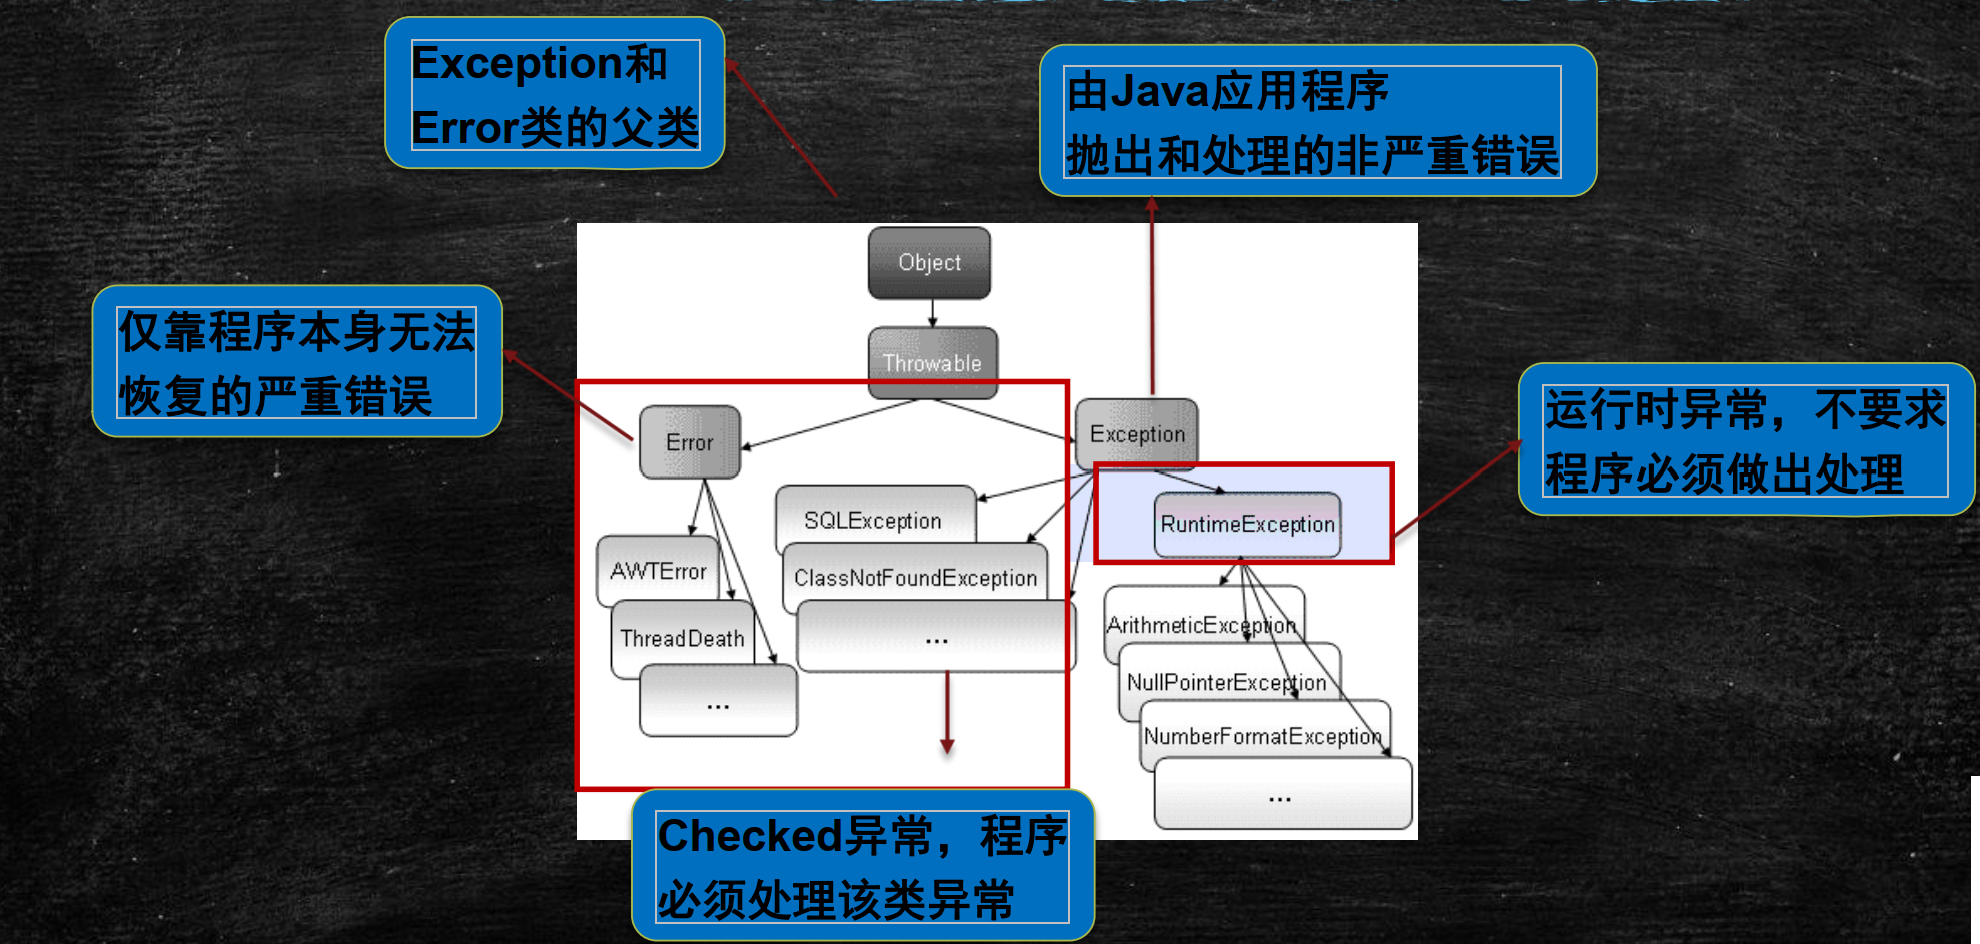 Exception和
Error类的父类
由Java应用程序
抛出和处理的非严重错误
仅靠程序本身无法
恢复的严重错误
运行时异常，不要求
程序必须做出处理
Object
Throwable
Error
Exception
SQLException
RuntimeException
AWTError
ClassNotFoundException
ThreadDeath
...
ArithmeticException
...
NullPointerException
NumberFormatException
...
Checked异常，程序
必须处理该类异常